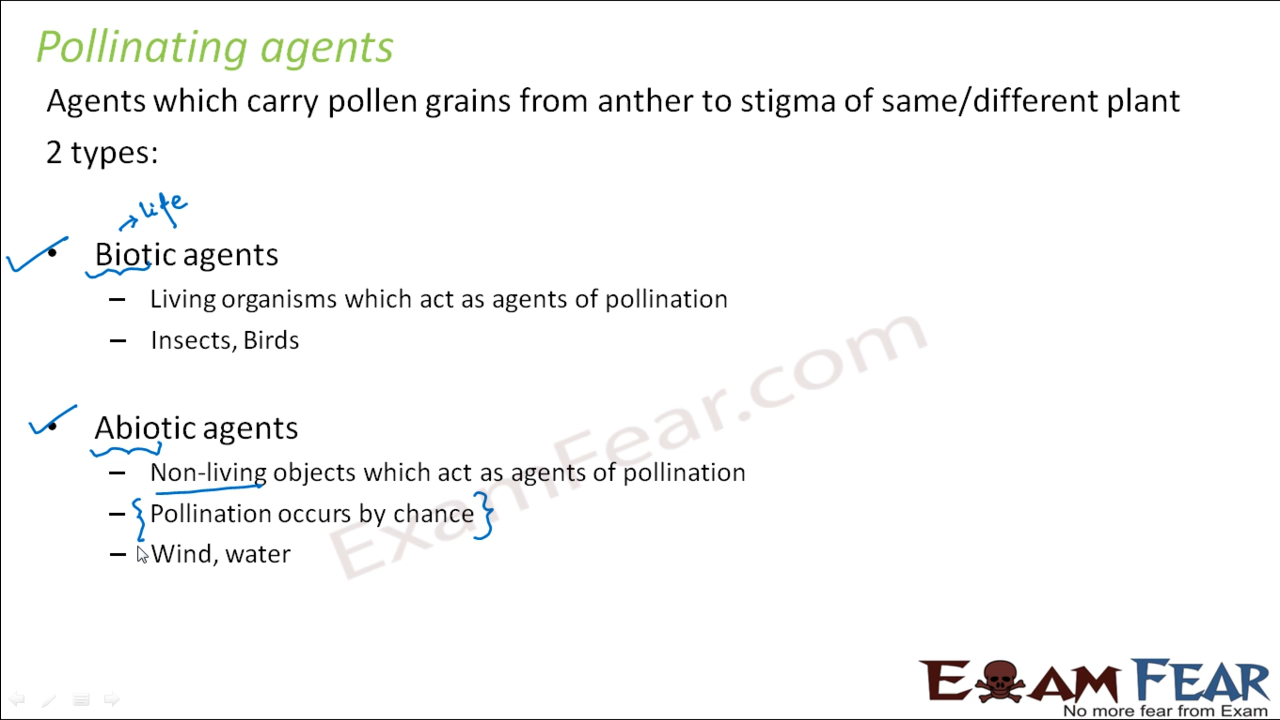 Pollinating agents
Agents which carry pollen grains from anther to stigma of same/different plant
2 types:
→ Life
• Biotic agents
– Living organisms which act as agents of pollination
– Insects, Birds
• Abiotic agents
– Non-living objects which act as agents of pollination
– {Pollination occurs by chance}
– Wind, water
ExamFear.com
EXAM FEAR
No more fear from Exam